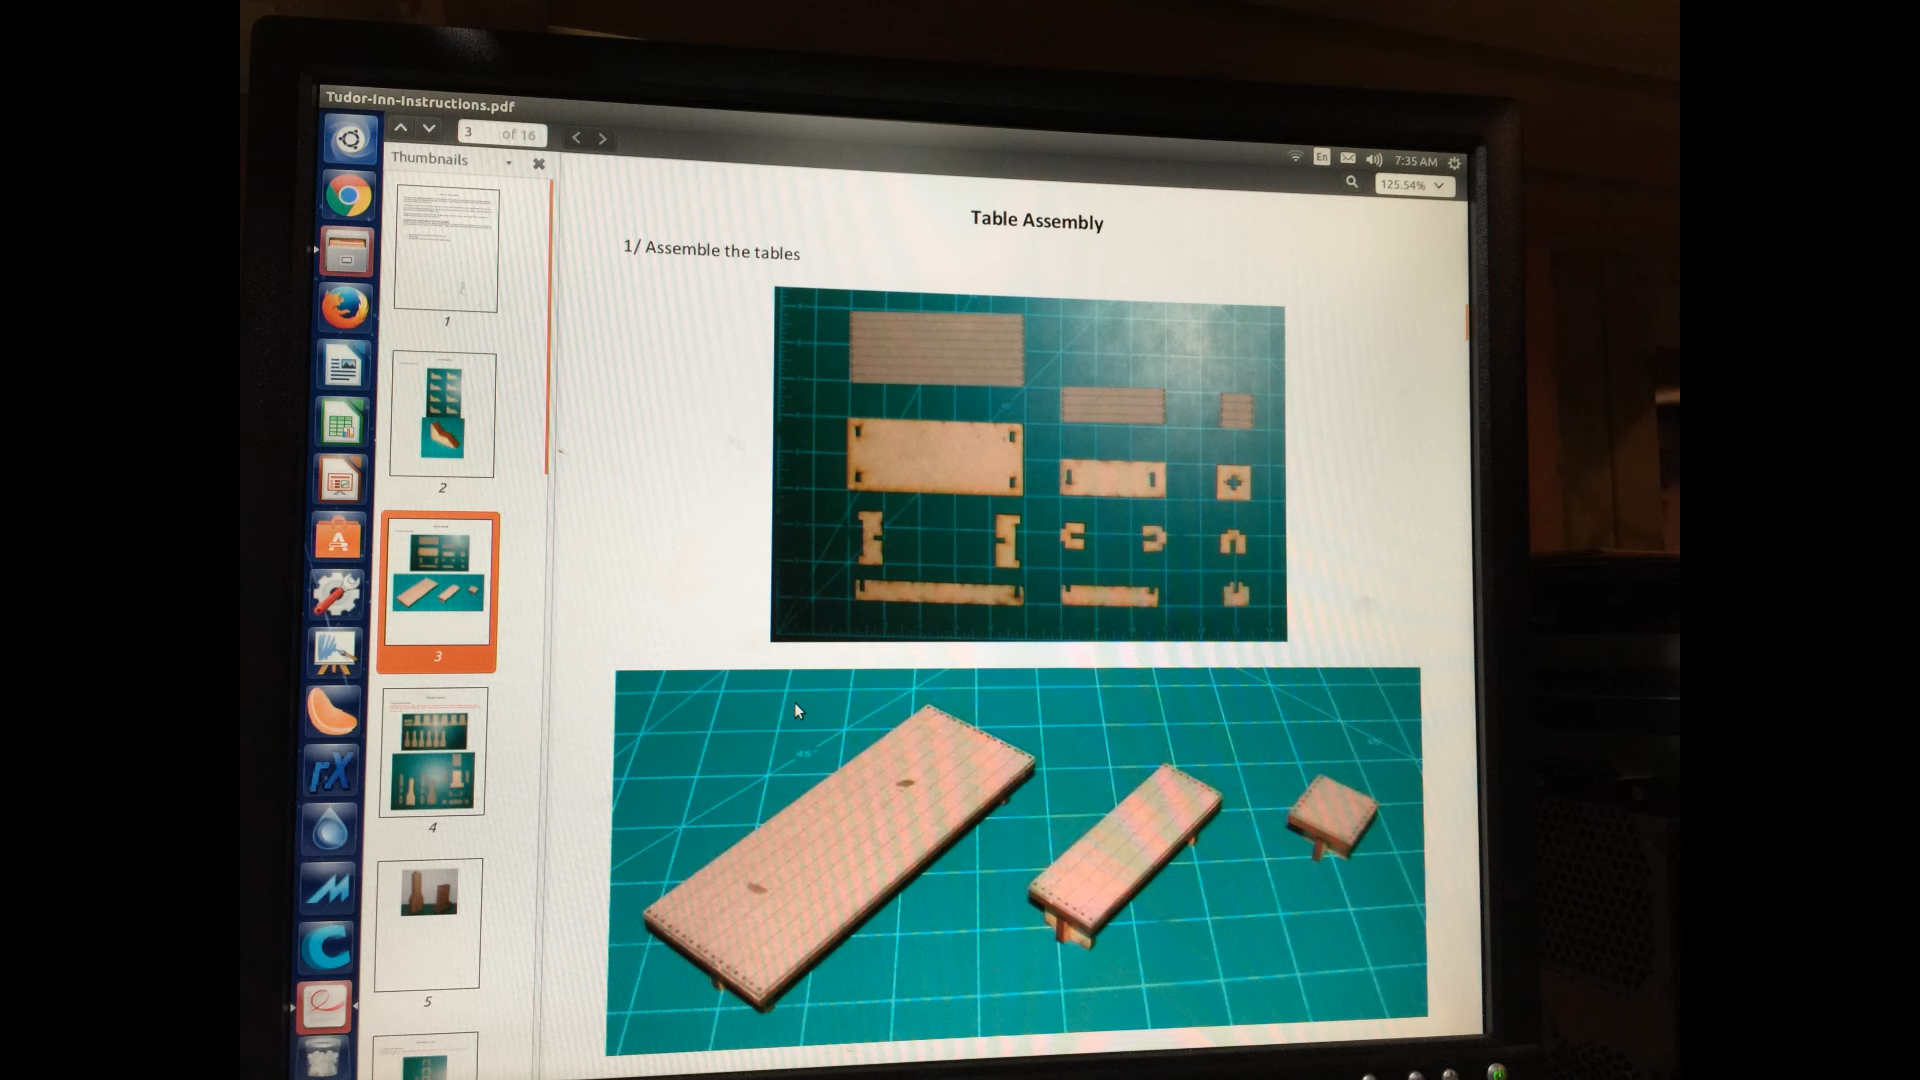 Tudor-Inn-Instructions.pdf
3 of 16
En
7:35 AM
Thumbnails
125.54%
Table Assembly
1/ Assemble the tables
1
2
3
4
5